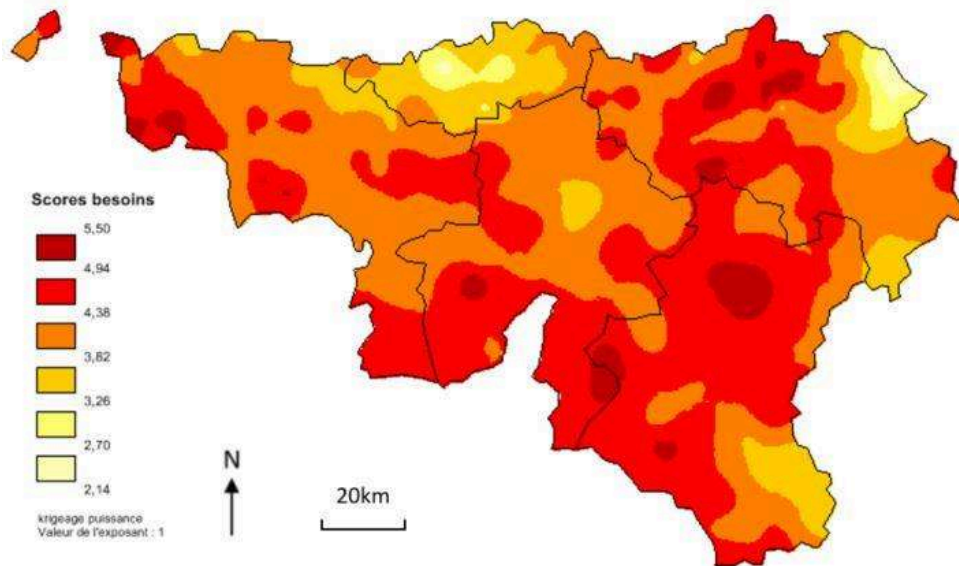 Scores besoins
5,50
4,94
4,38
3,82
3,26
2,70
2,14
krigeage puissance
Valeur de l'exposant : 1
N
20km